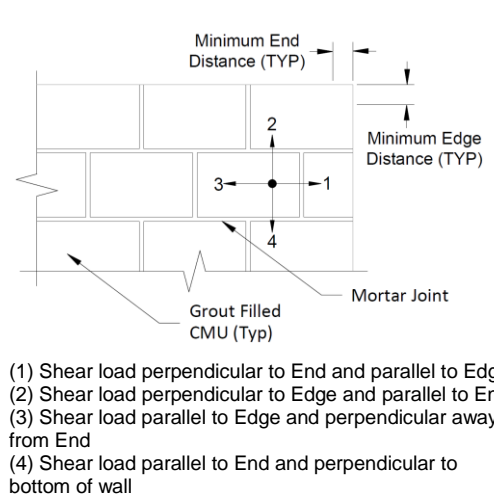 Minimum End
Distance (TYP)
Minimum Edge
Distance (TYP)
2
3
1
4
Mortar Joint
Grout Filled
CMU (Typ)
(1) Shear load perpendicular to End and parallel to Edg
(2) Shear load perpendicular to Edge and parallel to En
(3) Shear load parallel to Edge and perpendicular away
from End
(4) Shear load parallel to End and perpendicular to
bottom of wall